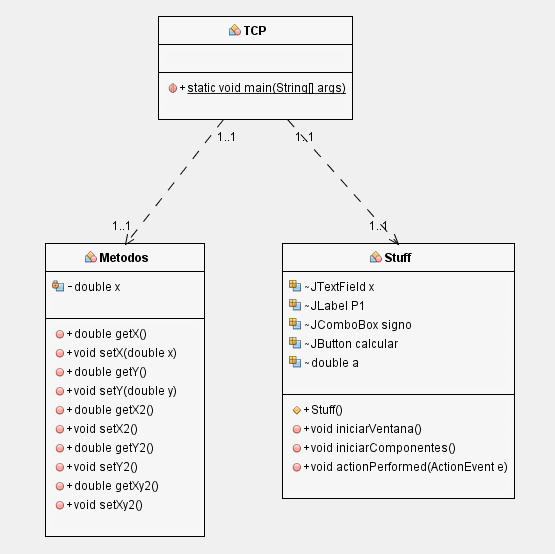 TCP
+ static void main(String[] args)
1..1
1..1
1..1
1..1
Metodos
- double x
+ double getX()
+ void setX(double x)
+ double getY()
+ void setY(double y)
+ double getX2()
+ void setX2()
+ double getY2()
+ void setY2()
+ double getXy2()
+ void setXy2()
Stuff
~ JTextField x
~ JLabel P1
~ JComboBox signo
~ JButton calcular
~ double a
+ Stuff()
+ void iniciarVentana()
+ void iniciarComponentes()
+ void actionPerformed(ActionEvent e)